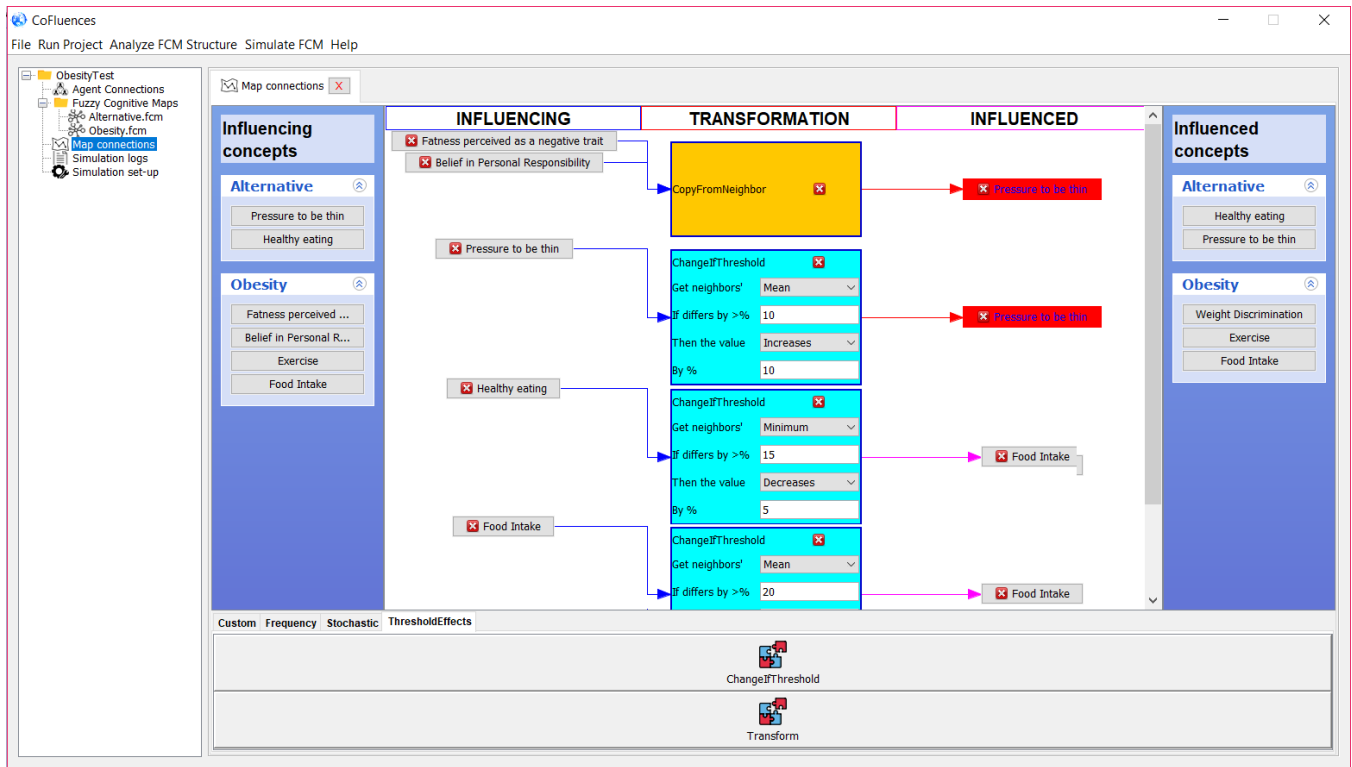 CoFluences
File Run Project Analyze FCM Structure Simulate FCM Help
ObesityTest
Agent Connections
Fuzzy Cognitive Maps
Alternative.fcm
Obesity.fcm
Map connections
Simulation logs
Simulation set-up
Map connections X
Influencing
concepts
Alternative
Pressure to be thin
Healthy eating
Obesity
Fatness perceived ...
Belief in Personal R...
Exercise
Food Intake
INFLUENCING TRANSFORMATION INFLUENCED
Fatness perceived as a negative trait
Belief in Personal Responsibility
CopyFromNeighbor
Pressure to be thin
Pressure to be thin
ChangeIfThreshold
Get neighbors' Mean
If differs by >% 10
Then the value Increases
By % 10
Pressure to be thin
Healthy eating
ChangeIfThreshold
Get neighbors' Minimum
If differs by >% 15
Then the value Decreases
By % 5
Food Intake
Food Intake
ChangeIfThreshold
Get neighbors' Mean
If differs by >% 20
Food Intake
Influenced
concepts
Alternative
Healthy eating
Pressure to be thin
Obesity
Weight Discrimination
Exercise
Food Intake
Custom Frequency Stochastic ThresholdEffects
ChangeIfThreshold
Transform